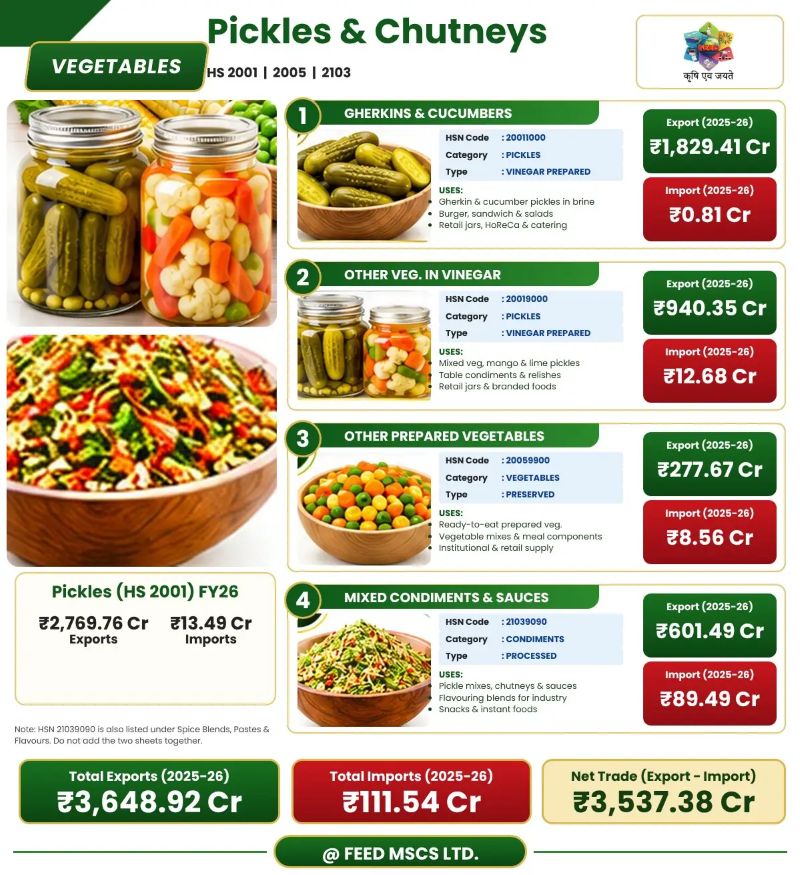 Pickles & Chutneys
VEGETABLES
HS 2001 | 2005 | 2103
कृषि एवं जयते
1
GHERKINS & CUCUMBERS
HSN Code : 20011000
Category : PICKLES
Type : VINEGAR PREPARED
USES:
Gherkin & cucumber pickles in brine
Burger, sandwich & salads
Retail jars, HoReCa & catering
Export (2025-26)
₹1,829.41 Cr
Import (2025-26)
₹0.81 Cr
2
OTHER VEG. IN VINEGAR
HSN Code : 20019000
Category : PICKLES
Type : VINEGAR PREPARED
USES:
Mixed veg, mango & lime pickles
Table condiments & relishes
Retail jars & branded foods
Export (2025-26)
₹940.35 Cr
Import (2025-26)
₹12.68 Cr
3
OTHER PREPARED VEGETABLES
HSN Code : 20059900
Category : VEGETABLES
Type : PRESERVED
USES:
Ready-to-eat prepared veg.
Vegetable mixes & meal components
Institutional & retail supply
Export (2025-26)
₹277.67 Cr
Import (2025-26)
₹8.56 Cr
4
MIXED CONDIMENTS & SAUCES
HSN Code : 21039090
Category : CONDIMENTS
Type : PROCESSED
USES:
Pickle mixes, chutneys & sauces
Flavouring blends for industry
Snacks & instant foods
Export (2025-26)
₹601.49 Cr
Import (2025-26)
₹89.49 Cr
Pickles (HS 2001) FY26
₹2,769.76 Cr ₹13.49 Cr
Exports Imports
Note: HSN 21039090 is also listed under Spice Blends, Pastes &
Flavours. Do not add the two sheets together.
Total Exports (2025-26)
₹3,648.92 Cr
Total Imports (2025-26)
₹111.54 Cr
Net Trade (Export - Import)
₹3,537.38 Cr
@ FEED MSCS LTD.